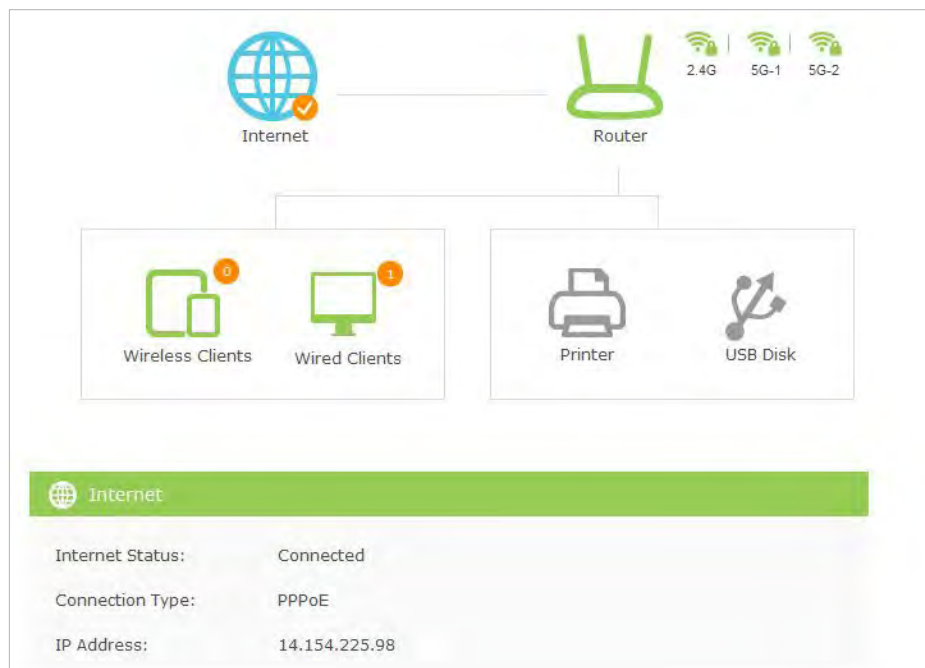 2.4G 5G-1 5G-2
Internet
Router
0
1
Wireless Clients
Wired Clients
Printer
USB Disk
Internet
Internet Status: Connected
Connection Type: PPPoE
IP Address: 14.154.225.98